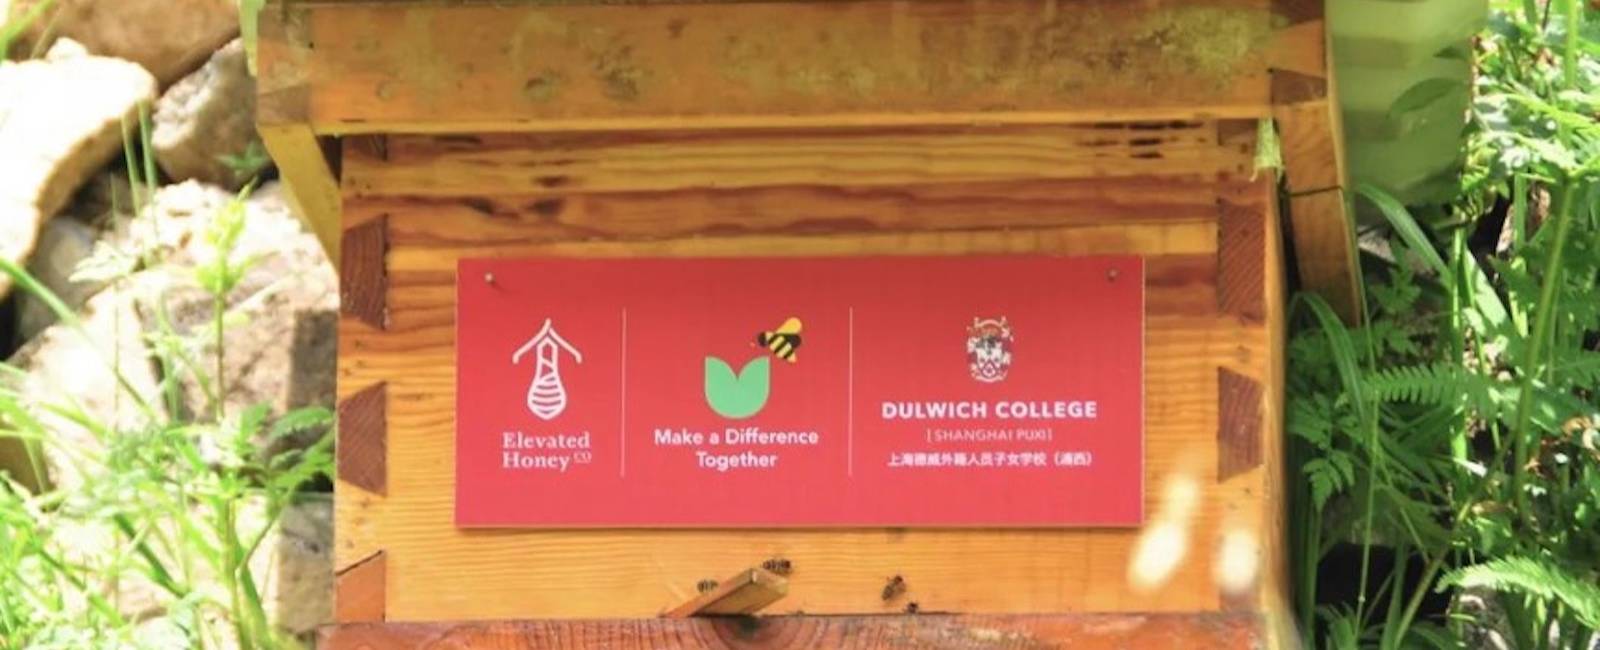 Elevated
Honey CO
Make a Difference
Together
DULWICH COLLEGE
[SHANGHAI PUXI]
上海德威外籍人员子女学校（浦西）